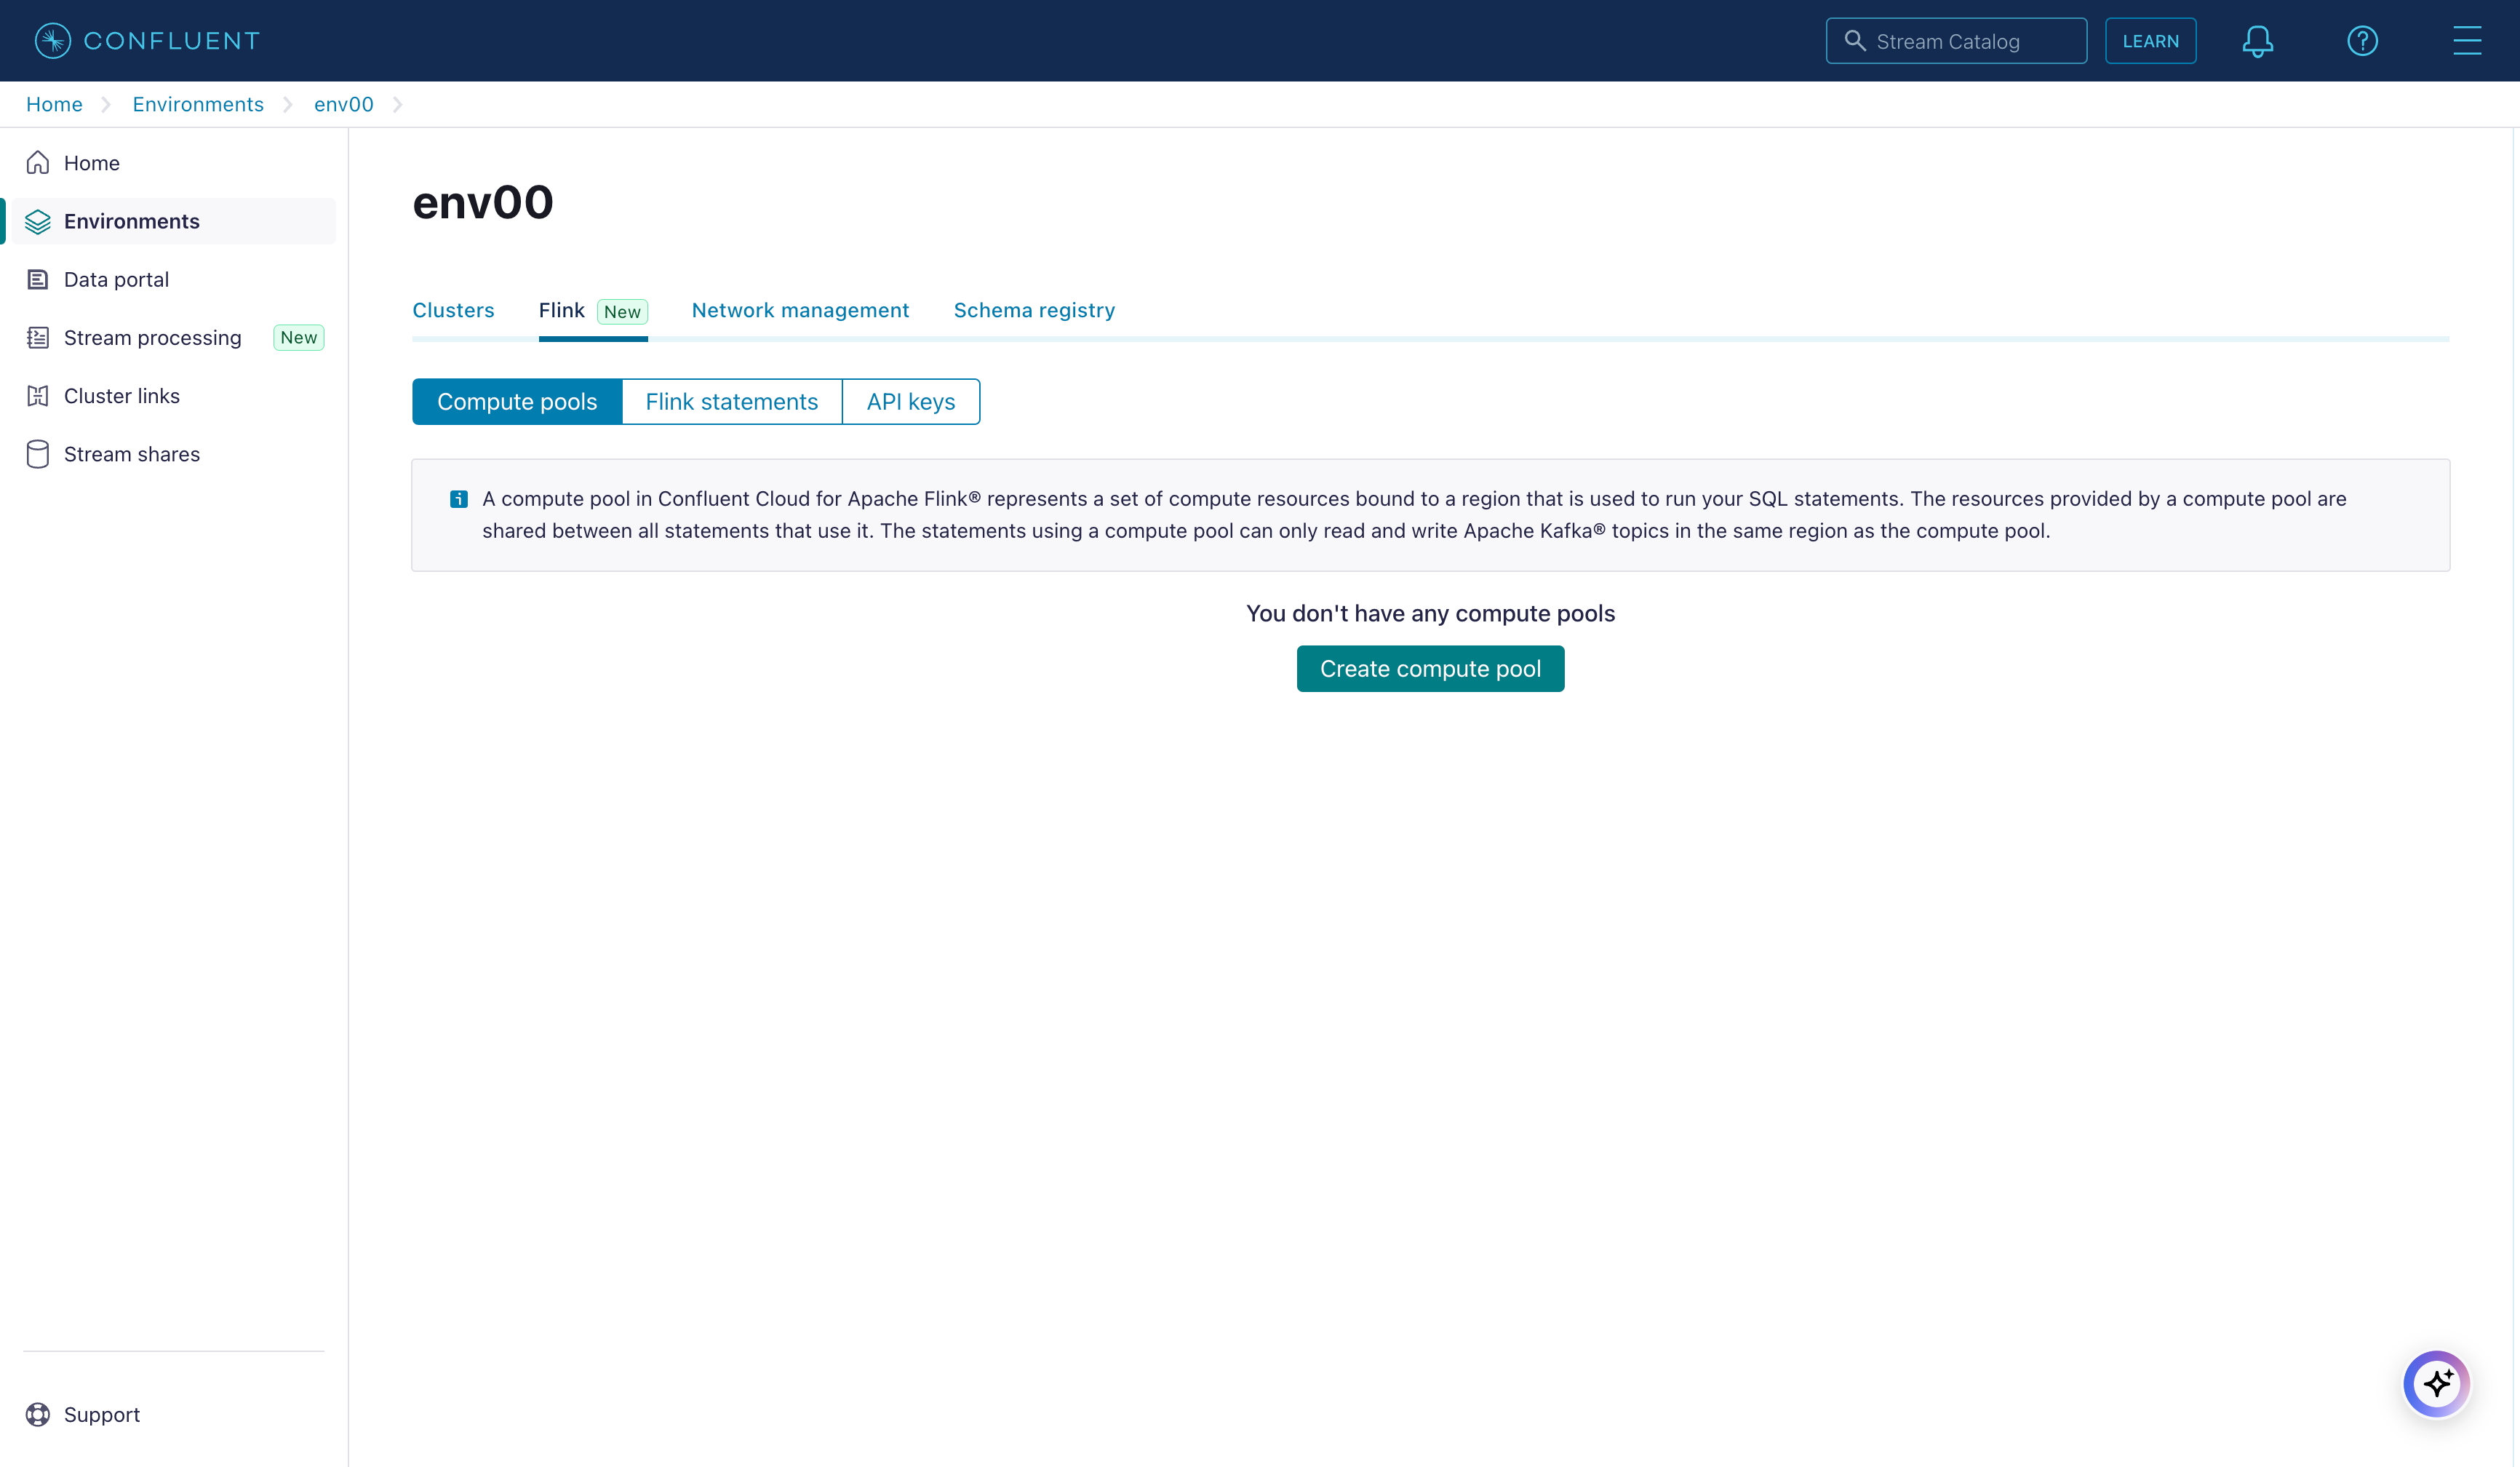 CONFLUENT
Stream Catalog
LEARN
Home
Environments
env00
Home
Environments
Data portal
Stream processing New
Cluster links
Stream shares
Support
env00
Clusters
Flink New
Network management
Schema registry
Compute pools
Flink statements
API keys
A compute pool in Confluent Cloud for Apache Flink® represents a set of compute resources bound to a region that is used to run your SQL statements. The resources provided by a compute pool are
shared between all statements that use it. The statements using a compute pool can only read and write Apache Kafka® topics in the same region as the compute pool.
You don't have any compute pools
Create compute pool